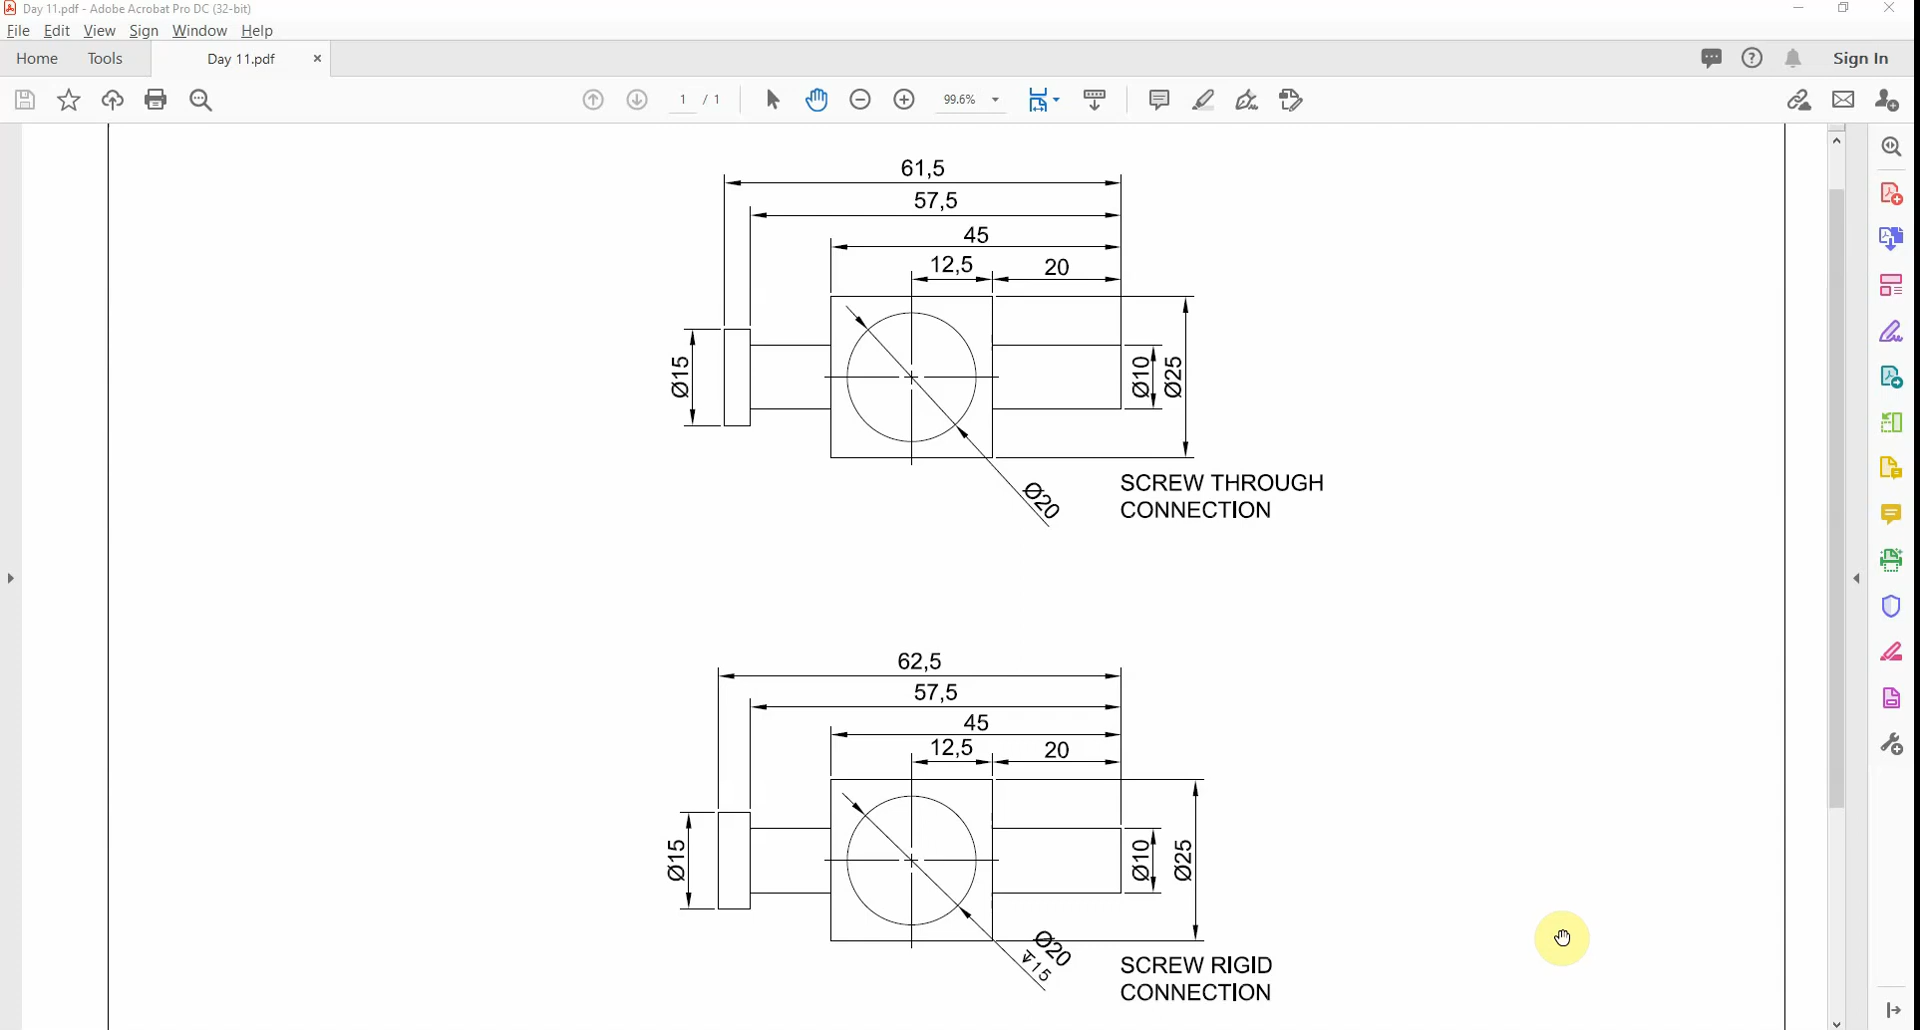 Day 11.pdf - Adobe Acrobat Pro DC (32-bit)
File Edit View Sign Window Help
Home Tools Day 11.pdf Sign In
1 / 1 99.6%
61,5
57,5
45
12,5 20
Ø15 Ø10 Ø25
Ø20
SCREW THROUGH
CONNECTION
62,5
57,5
45
12,5 20
Ø15 Ø10 Ø25
Ø20
↧15
SCREW RIGID
CONNECTION